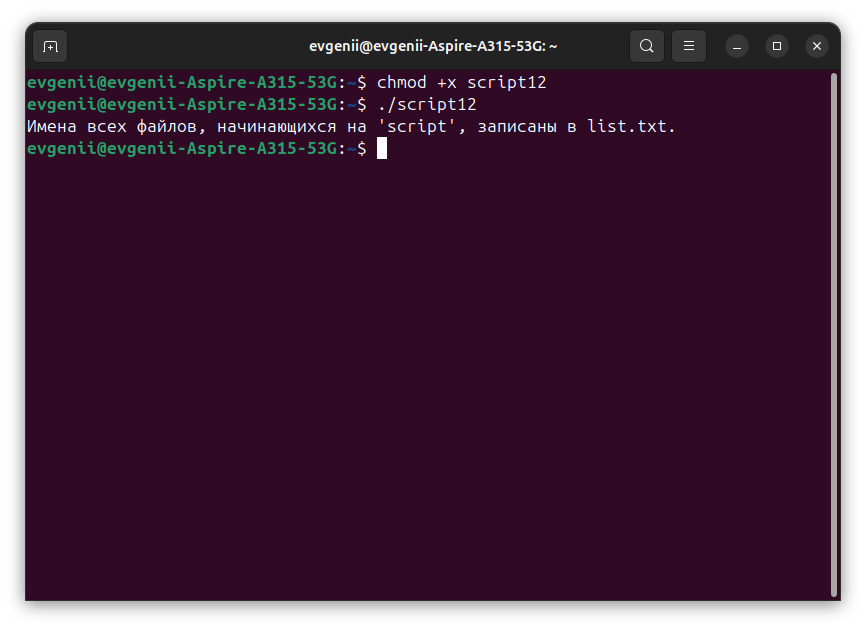 evgenii@evgenii-Aspire-A315-53G: ~
evgenii@evgenii-Aspire-A315-53G:~$ chmod +x script12
evgenii@evgenii-Aspire-A315-53G:~$ ./script12
Имена всех файлов, начинающихся на 'script', записаны в list.txt.
evgenii@evgenii-Aspire-A315-53G:~$